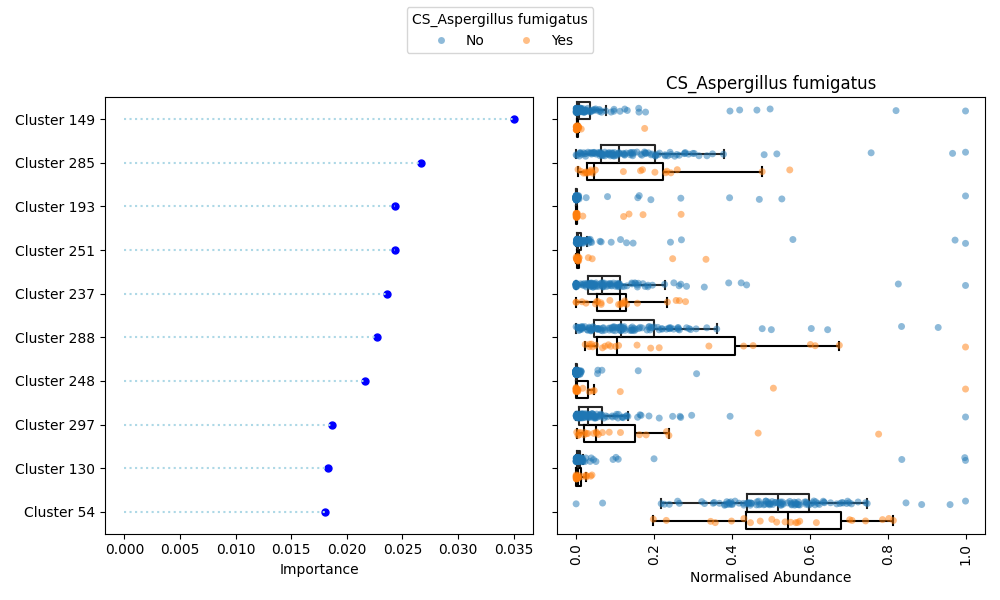 CS_Aspergillus fumigatus
No Yes
CS_Aspergillus fumigatus
Cluster 149
Cluster 285
Cluster 193
Cluster 251
Cluster 237
Cluster 288
Cluster 248
Cluster 297
Cluster 130
Cluster 54
0.000 0.005 0.010 0.015 0.020 0.025 0.030 0.035
Importance
0.0 0.2 0.4 0.6 0.8 1.0
Normalised Abundance